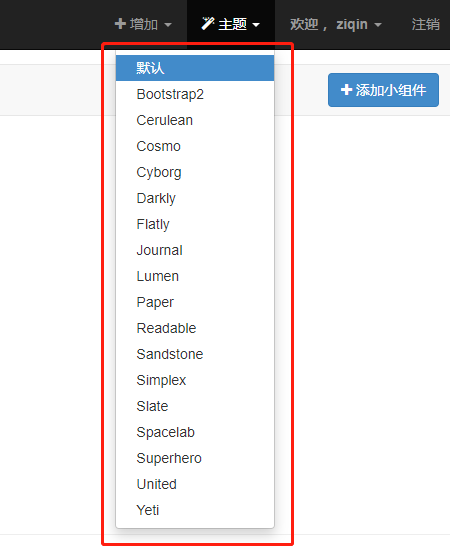 增加 主题 欢迎， ziqin 注销
添加小组件
默认
Bootstrap2
Cerulean
Cosmo
Cyborg
Darkly
Flatly
Journal
Lumen
Paper
Readable
Sandstone
Simplex
Slate
Spacelab
Superhero
United
Yeti